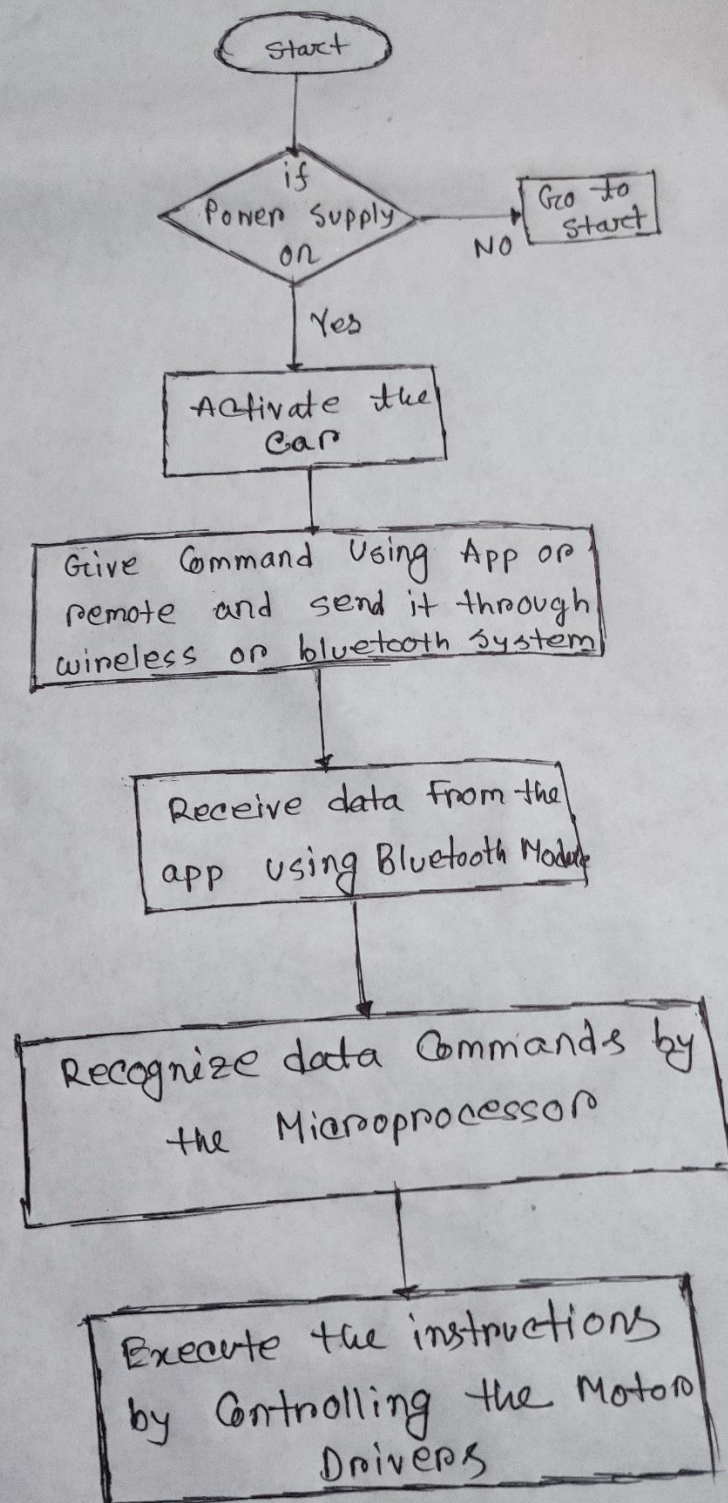 Start
if
Power Supply
on
NO
Go to
Start
Yes
Activate the
Car
Give Command Using App or
remote and send it through
wireless or bluetooth System
Receive data from the
app using Bluetooth Module
Recognize data Commands by
the Microprocessor
Execute the instructions
by Controlling the Motor
Drivers